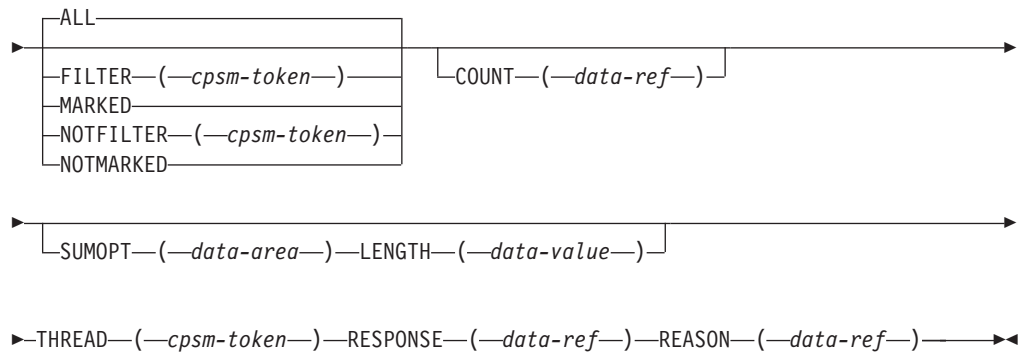 ALL
FILTER ( cpsm-token )
MARKED
NOTFILTER ( cpsm-token )
NOTMARKED
COUNT ( data-ref )
SUMOPT ( data-area ) LENGTH ( data-value )
THREAD ( cpsm-token ) RESPONSE ( data-ref ) REASON ( data-ref )